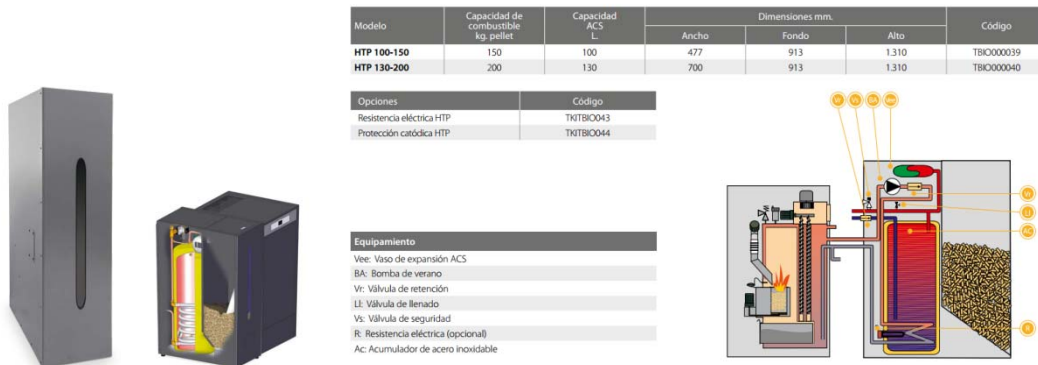 Modelo Capacidad de combustible kg. pellet Capacidad ACS L. Dimensiones mm. Código
Ancho Fondo Alto
HTP 100-150 150 100 477 913 1.310 TBIO000039
HTP 130-200 200 130 700 913 1.310 TBIO000040
Opciones Código
Resistencia eléctrica HTP TKITBIO043
Protección catódica HTP TKITBIO044
Vr Vs BA Vee
Vr
Ll
AC
R
Equipamiento
Vee: Vaso de expansión ACS
BA: Bomba de verano
Vr: Válvula de retención
Ll: Válvula de llenado
Vs: Válvula de seguridad
R: Resistencia eléctrica (opcional)
Ac: Acumulador de acero inoxidable